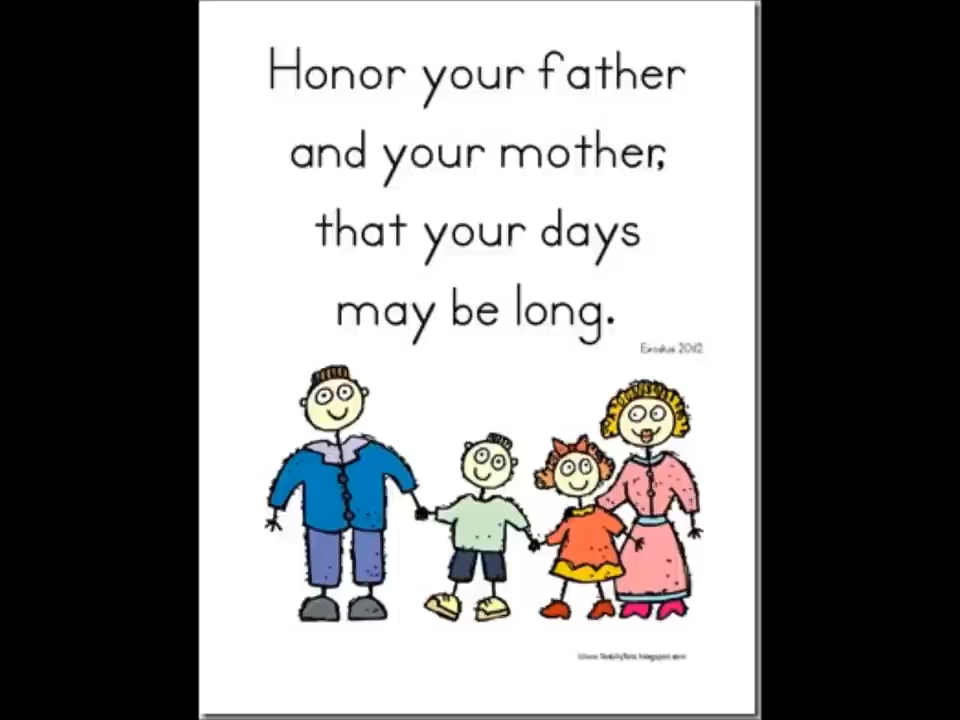 Honor your father
and your mother,
that your days
may be long.
Exodus 20:12